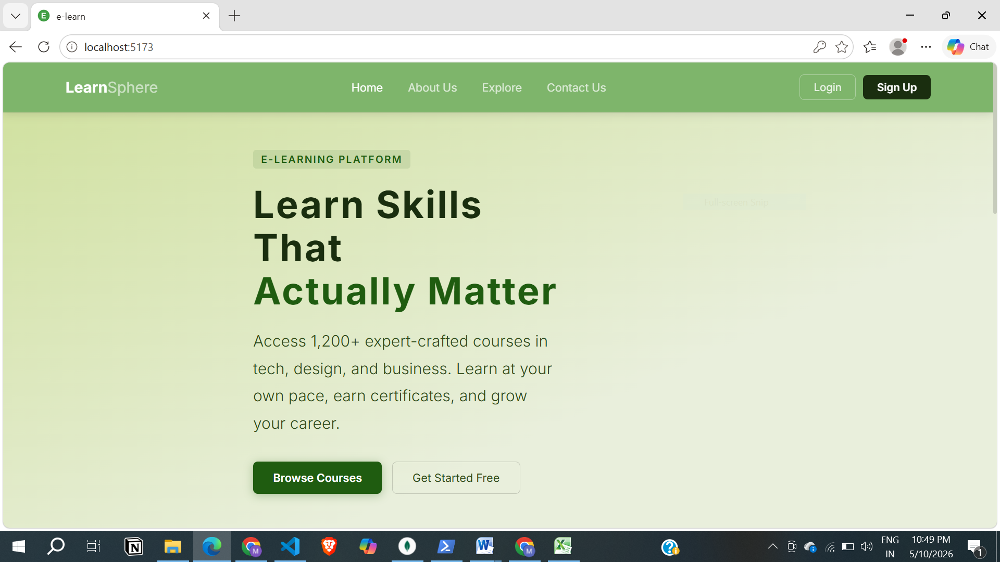 E e-learn
localhost:5173
Chat
LearnSphere
Home About Us Explore Contact Us
Login Sign Up
E-LEARNING PLATFORM
Full-screen Snip
Learn Skills
That
Actually Matter
Access 1,200+ expert-crafted courses in
tech, design, and business. Learn at your
own pace, earn certificates, and grow
your career.
Browse Courses Get Started Free
ENG 10:49 PM
IN 5/10/2026 1